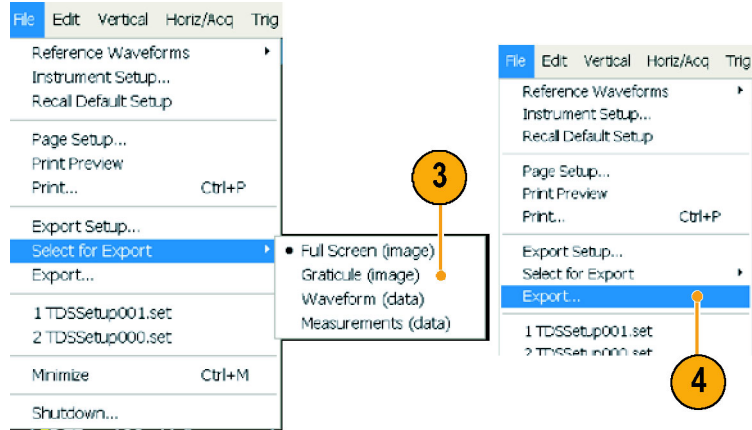 File Edit Vertical Horiz/Acq Trig
Reference Waveforms
Instrument Setup...
Recall Default Setup
Page Setup...
Print Preview
Print... Ctrl+P
Export Setup...
Select for Export
Export...
1 TDSSetup001.set
2 TDSSetup000.set
Minimize Ctrl+M
Shutdown...
3
Full Screen (image)
Graticule (image)
Waveform (data)
Measurements (data)
File Edit Vertical Horiz/Acq Trig
Reference Waveforms
Instrument Setup...
Recall Default Setup
Page Setup...
Print Preview
Print... Ctrl+P
Export Setup...
Select for Export
Export...
1 TDSSetup001.set
2 TDSSetup000.set
4